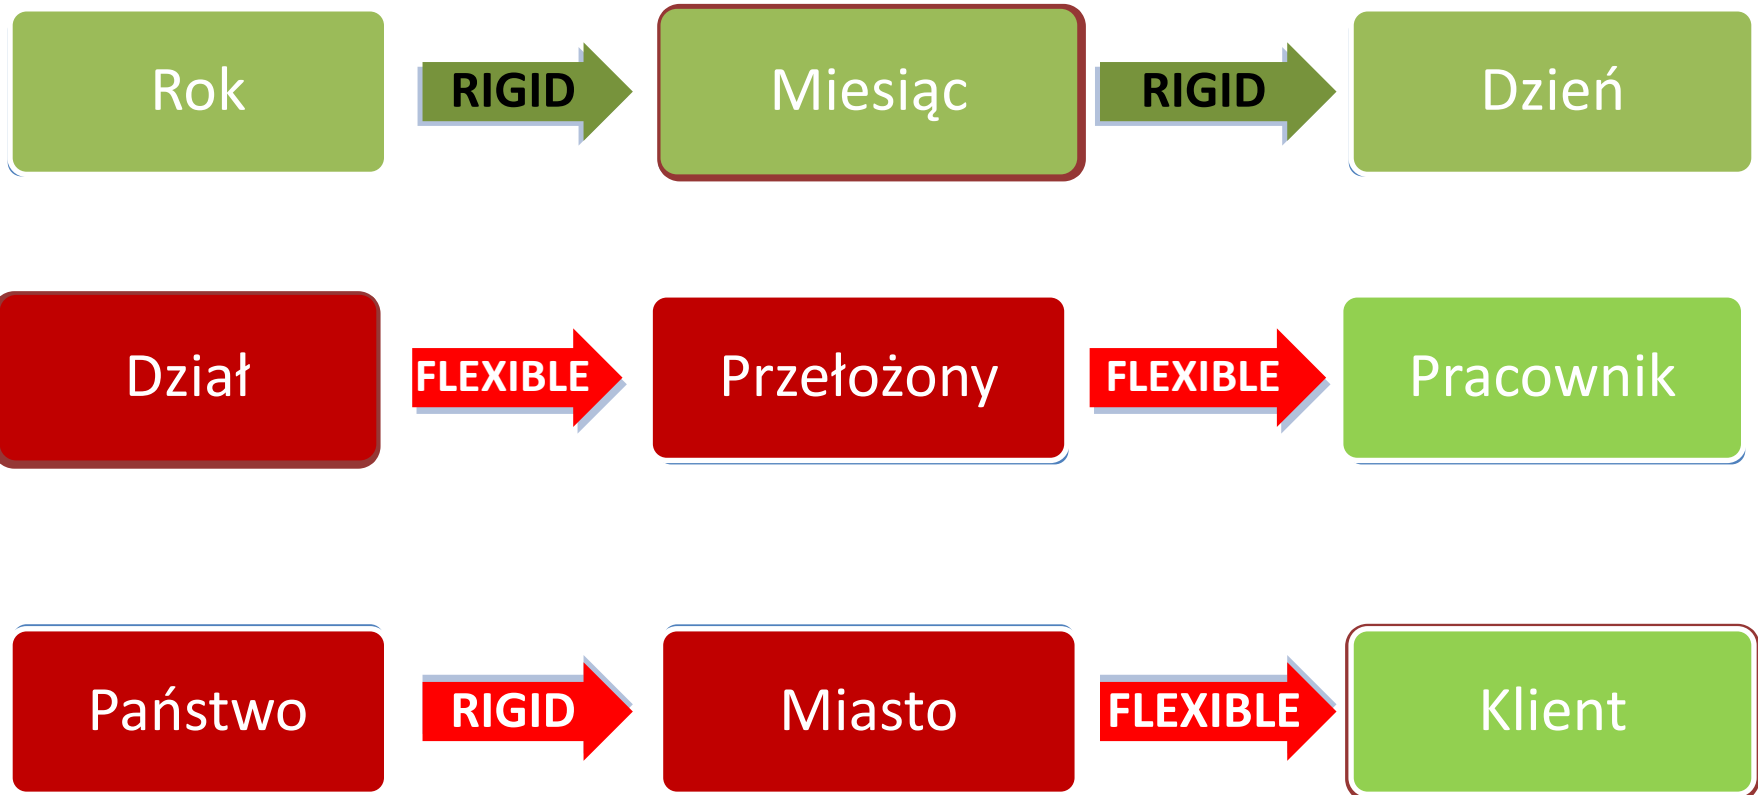 Rok RIGID Miesiąc RIGID Dzień
Dział FLEXIBLE Przełożony FLEXIBLE Pracownik
Państwo RIGID Miasto FLEXIBLE Klient